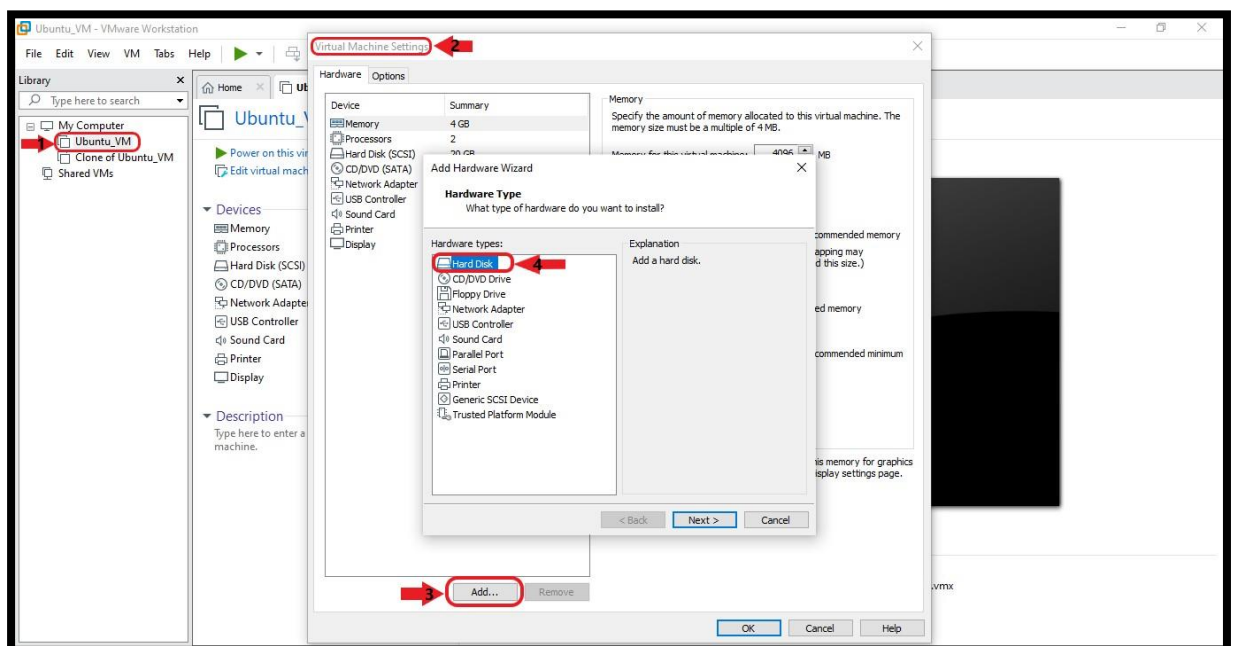 Ubuntu_VM - VMware Workstation
File Edit View VM Tabs Help
Library
Type here to search
My Computer
1
Ubuntu_VM
Clone of Ubuntu_VM
Shared VMs
Home
Ubuntu_
Power on this vir
Edit virtual mach
Devices
Memory
Processors
Hard Disk (SCSI)
CD/DVD (SATA)
Network Adapte
USB Controller
Sound Card
Printer
Display
Description
Type here to enter a
machine.
Virtual Machine Settings
2
Hardware Options
Device Summary
Memory 4 GB
Processors 2
Hard Disk (SCSI) 20 GB
CD/DVD (SATA)
Network Adapter
USB Controller
Sound Card
Printer
Display
Memory
Specify the amount of memory allocated to this virtual machine. The
memory size must be a multiple of 4 MB.
Memory for this virtual machine: 4096 MB
commended memory
apping may
d this size.)
ed memory
commended minimum
is memory for graphics
isplay settings page.
Add Hardware Wizard
Hardware Type
What type of hardware do you want to install?
Hardware types:
Hard Disk
4
CD/DVD Drive
Floppy Drive
Network Adapter
USB Controller
Sound Card
Parallel Port
Serial Port
Printer
Generic SCSI Device
Trusted Platform Module
Explanation
Add a hard disk.
< Back Next > Cancel
3
Add... Remove
OK Cancel Help
.vmx